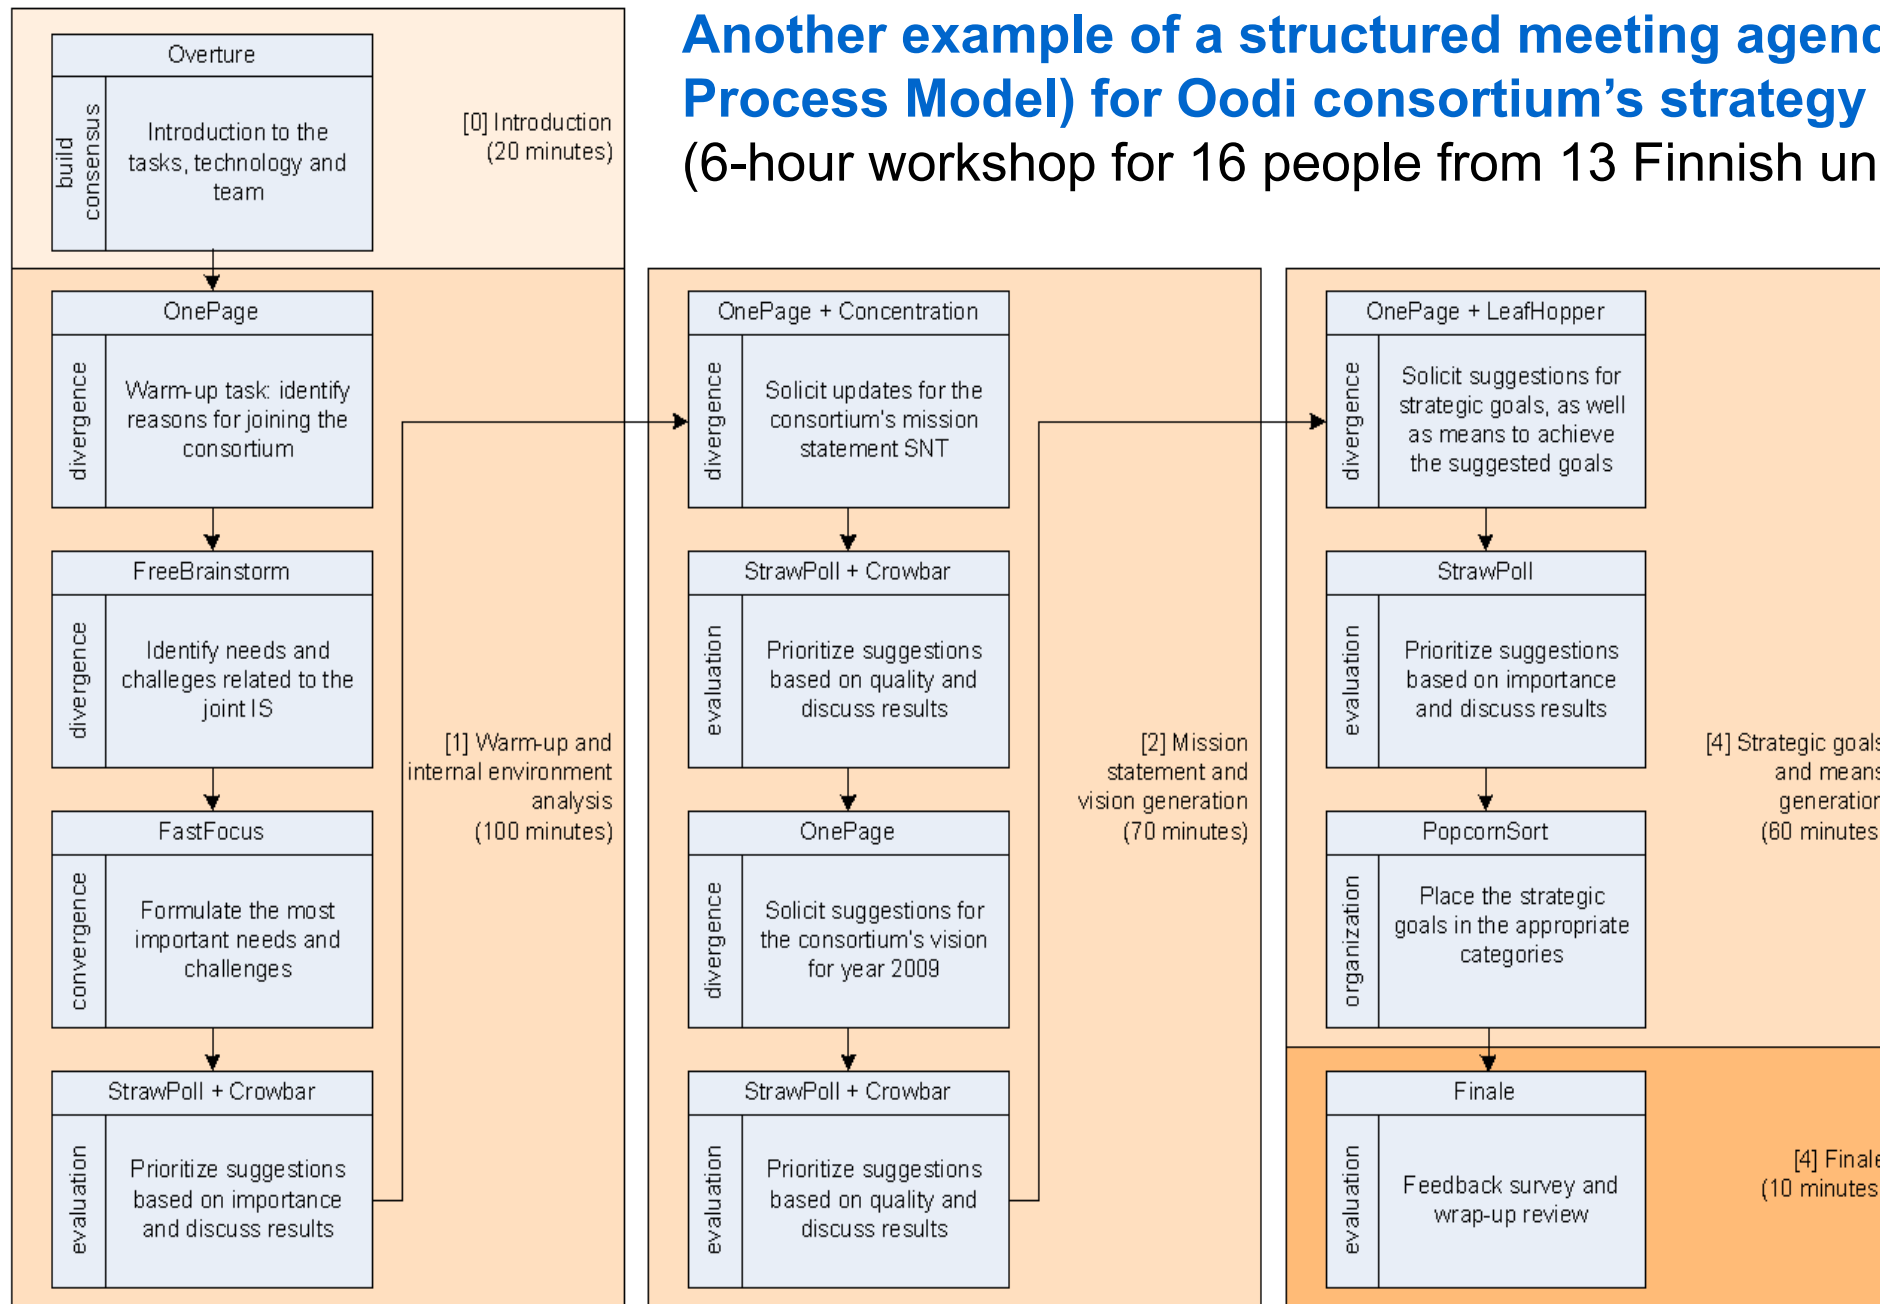 Another example of a structured meeting agend
Process Model) for Oodi consortium’s strategy
(6-hour workshop for 16 people from 13 Finnish un
Overture
build
consensus
Introduction to the
tasks, technology and
team
[0] Introduction
(20 minutes)
OnePage
divergence
Warm-up task: identify
reasons for joining the
consortium
FreeBrainstorm
divergence
Identify needs and
challeges related to the
joint IS
FastFocus
convergence
Formulate the most
important needs and
challenges
StrawPoll + Crowbar
evaluation
Prioritize suggestions
based on importance
and discuss results
[1] Warm-up and
internal environment
analysis
(100 minutes)
OnePage + Concentration
divergence
Solicit updates for the
consortium's mission
statement SNT
StrawPoll + Crowbar
evaluation
Prioritize suggestions
based on quality and
discuss results
OnePage
divergence
Solicit suggestions for
the consortium's vision
for year 2009
StrawPoll + Crowbar
evaluation
Prioritize suggestions
based on quality and
discuss results
[2] Mission
statement and
vision generation
(70 minutes)
OnePage + LeafHopper
divergence
Solicit suggestions for
strategic goals, as well
as means to achieve
the suggested goals
StrawPoll
evaluation
Prioritize suggestions
based on importance
and discuss results
PopcornSort
organization
Place the strategic
goals in the appropriate
categories
[4] Strategic goals
and means
generation
(60 minutes
Finale
evaluation
Feedback survey and
wrap-up review
[4] Finale
(10 minutes